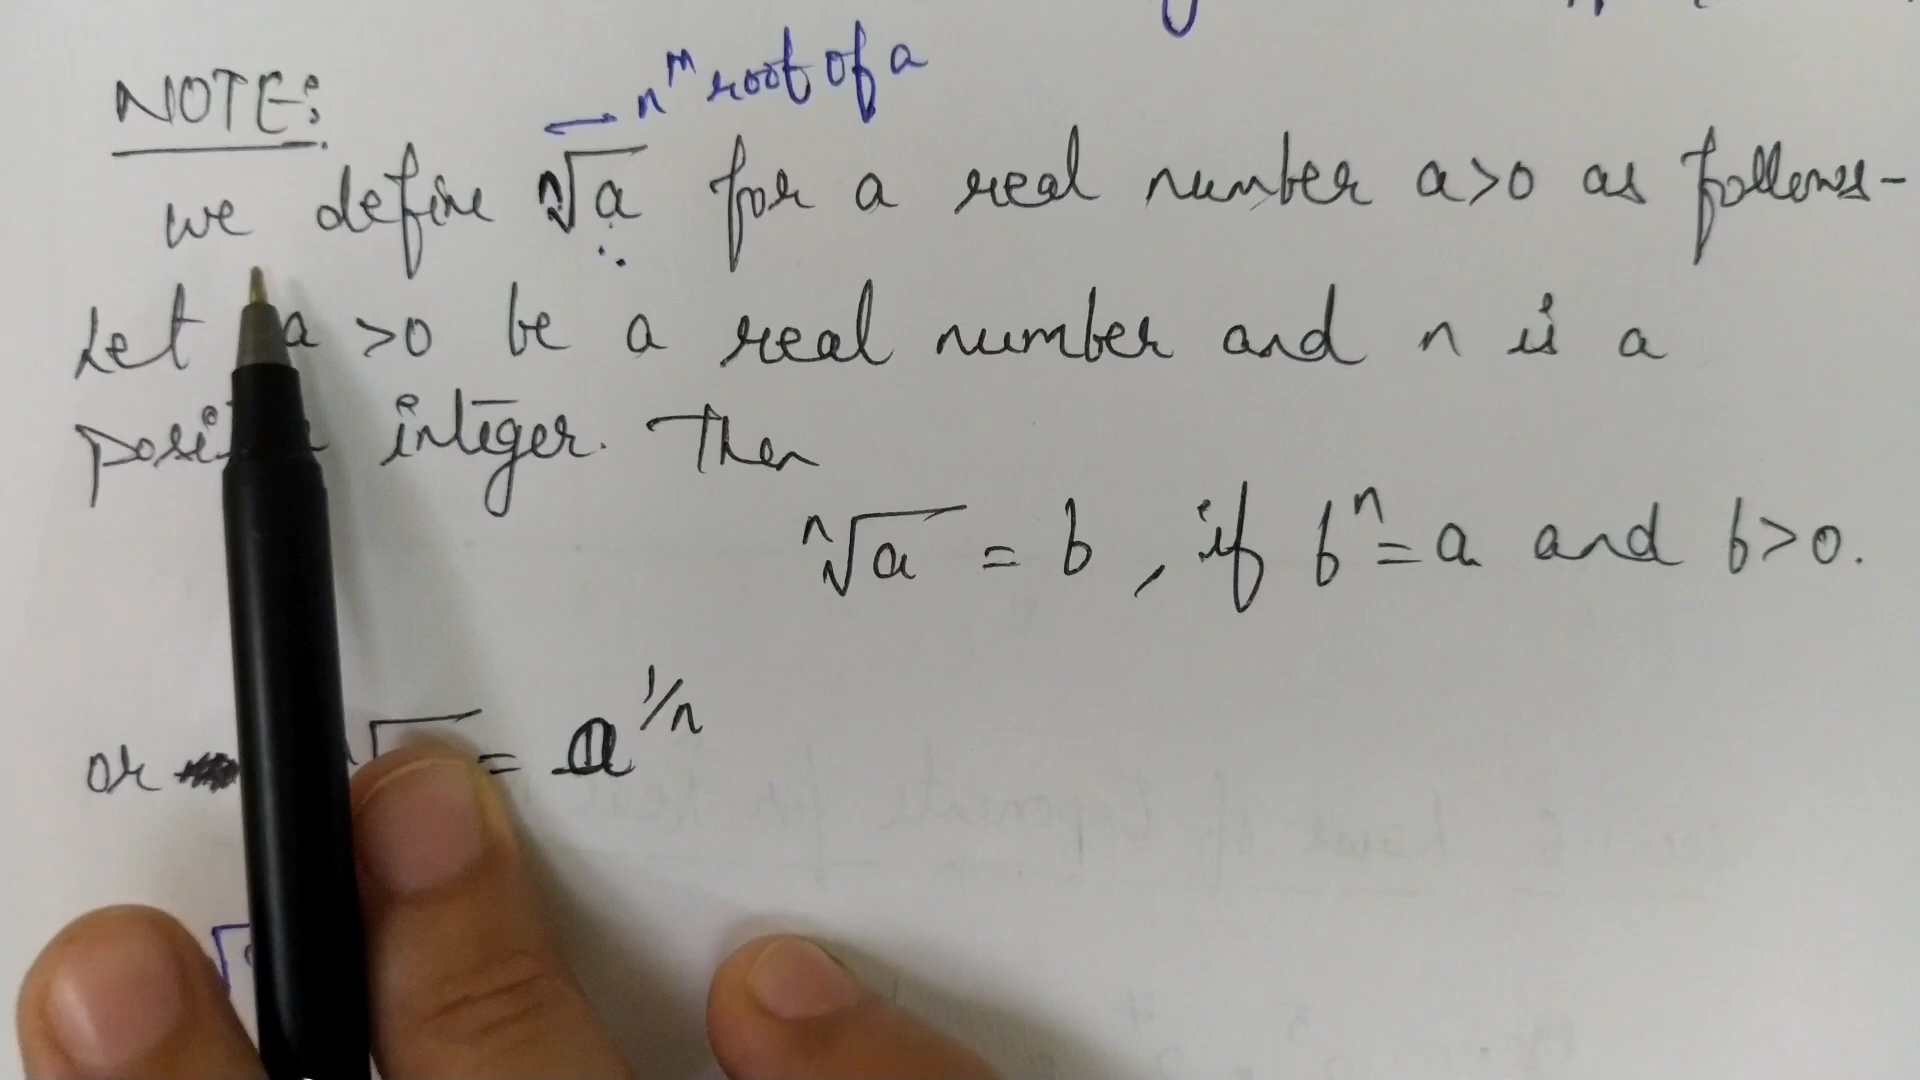 nth root of a
NOTE:
we define ⁿ√a for a real number a>0 as follows-
Let a >0 be a real number and n is a
integer. Then
ⁿ√a = b , if bⁿ = a and b>0.
or √ = a^1/n